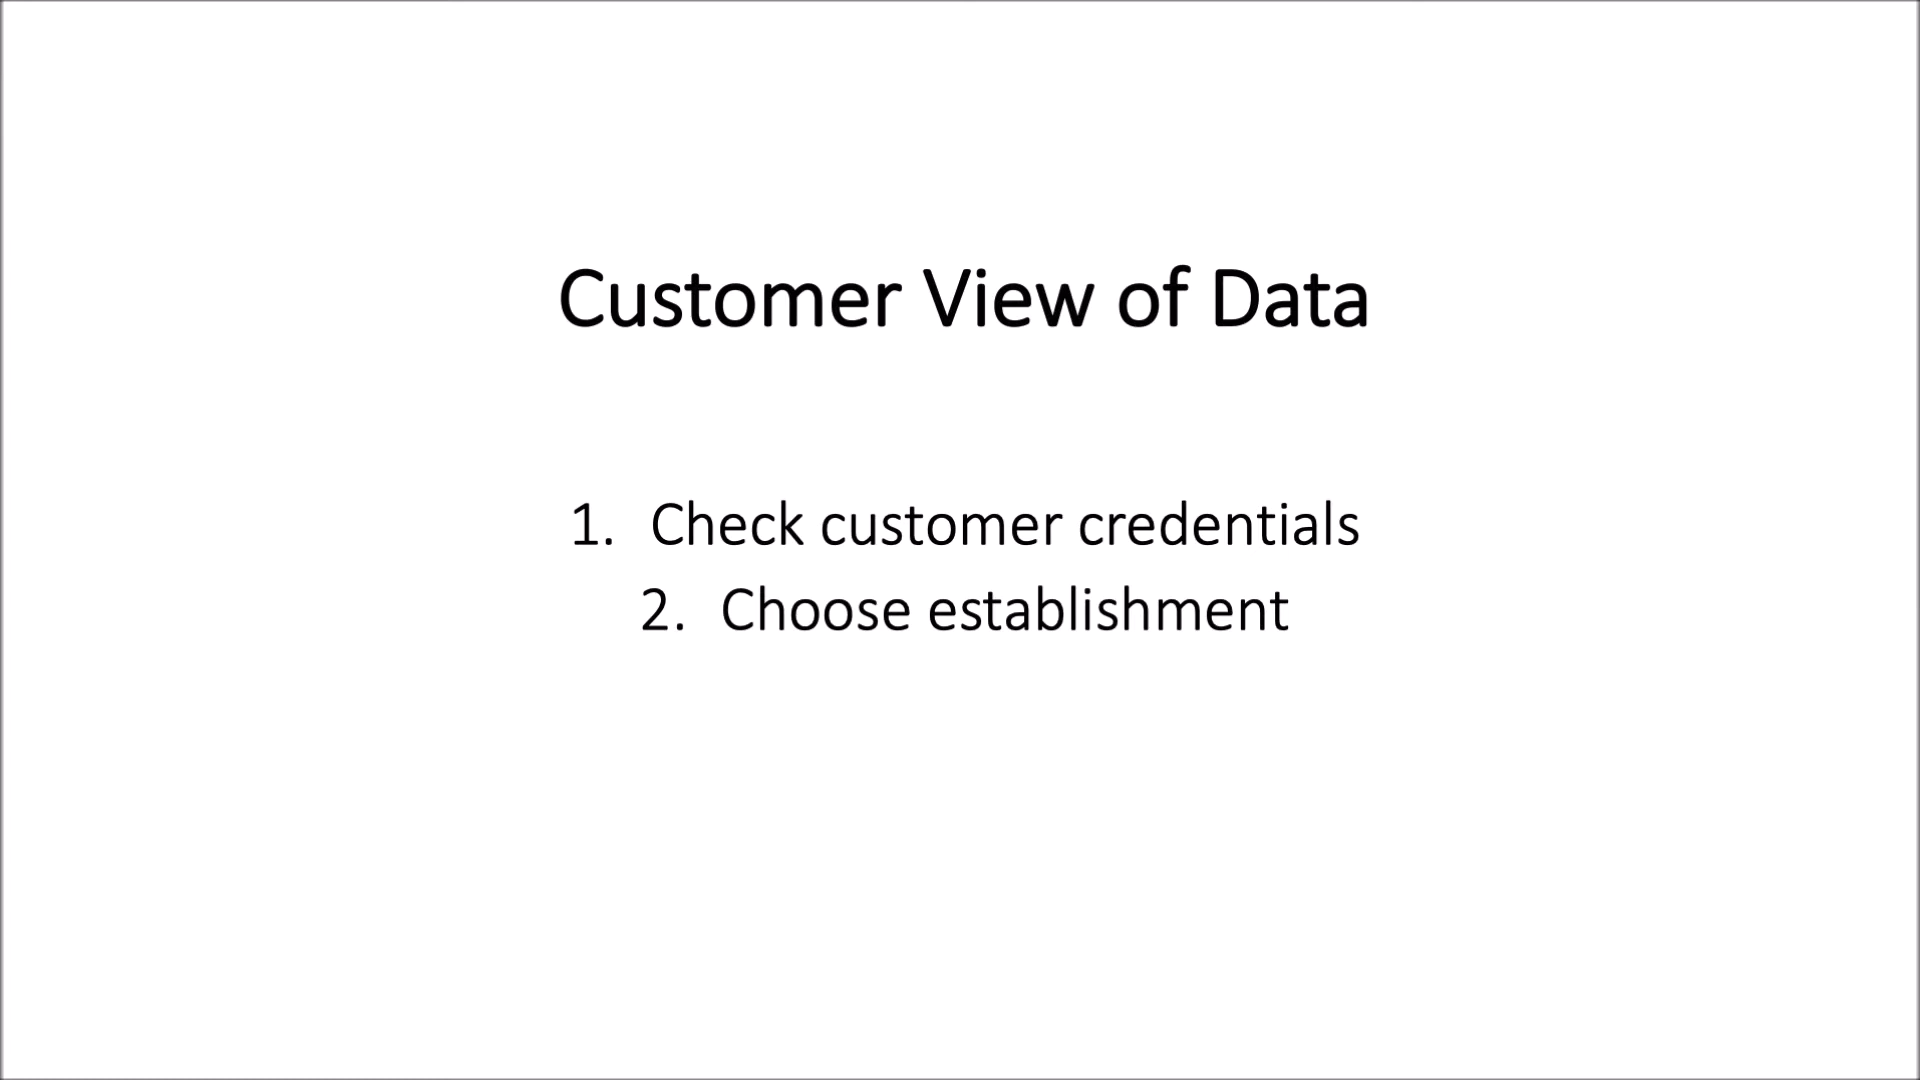 Customer View of Data
1. Check customer credentials
2. Choose establishment